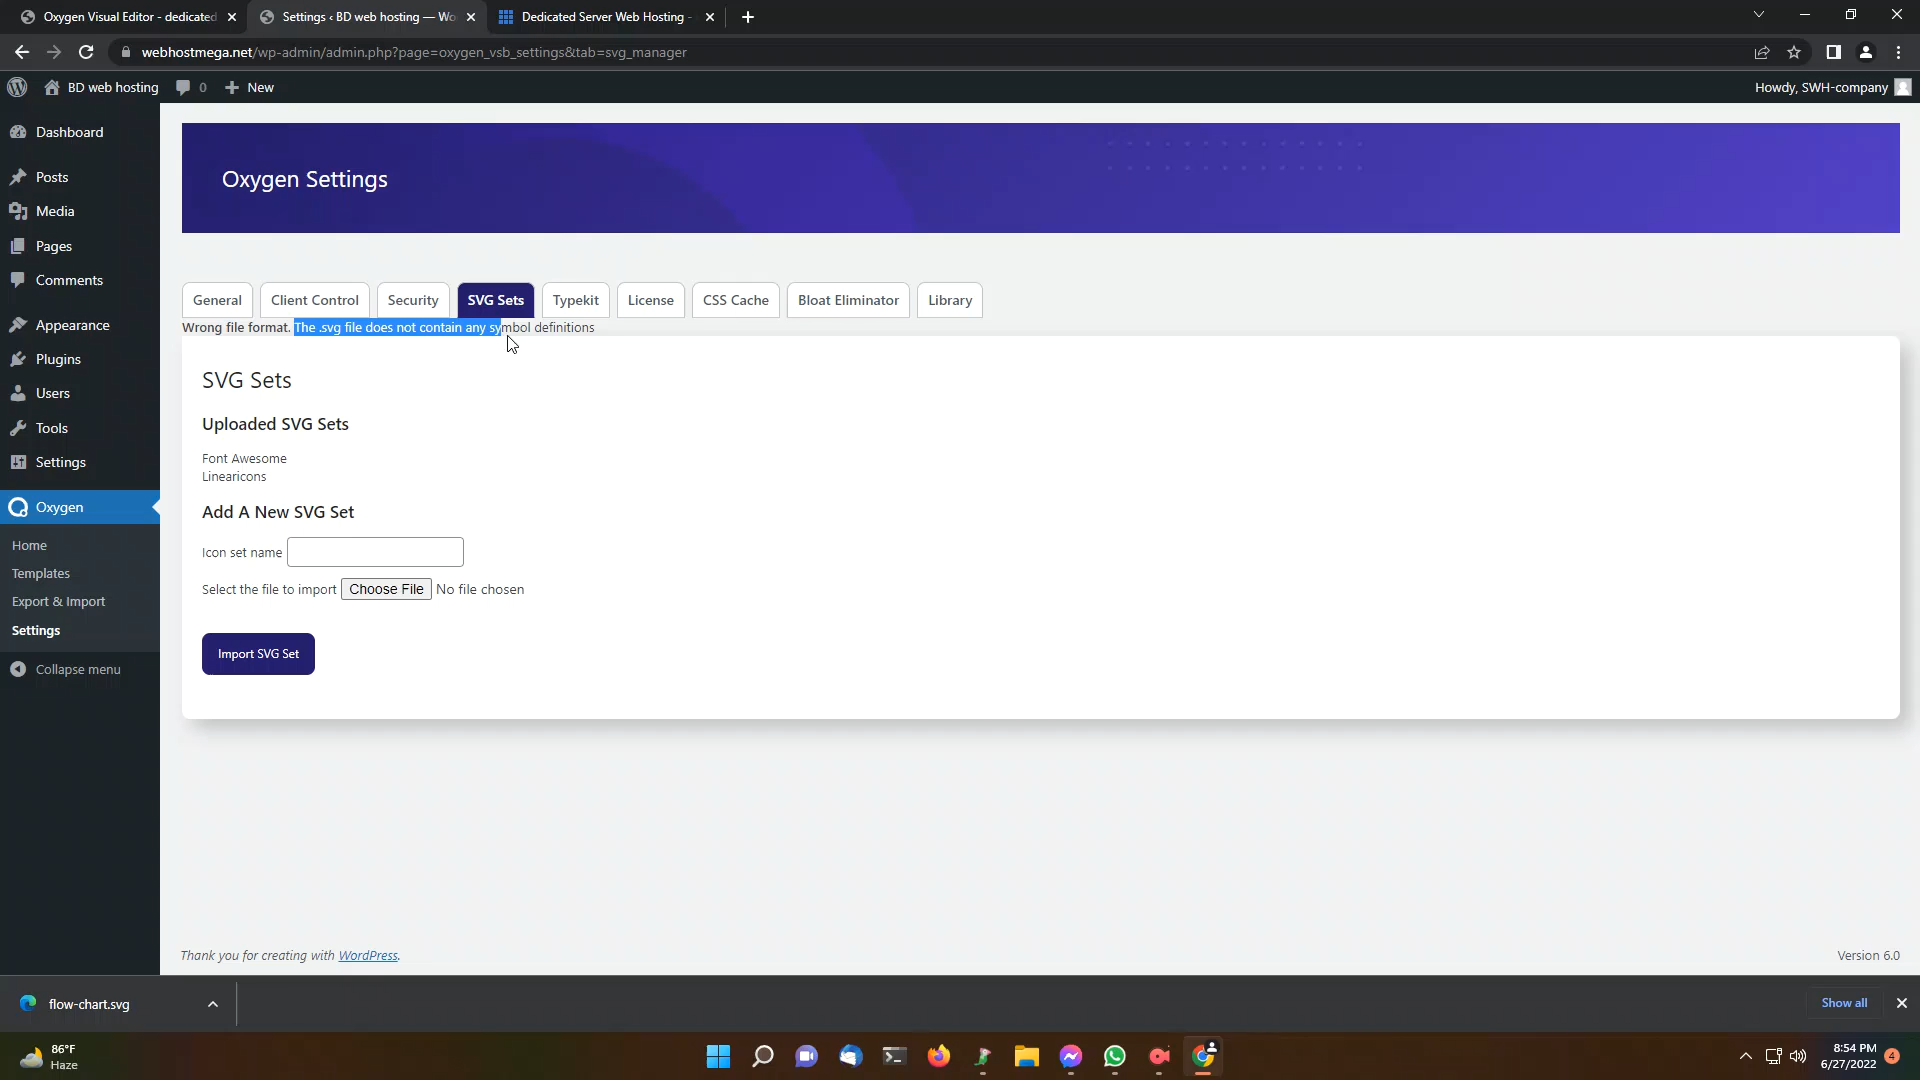 Oxygen Visual Editor - dedicated
Settings ‹ BD web hosting — Wo
Dedicated Server Web Hosting -
webhostmega.net/wp-admin/admin.php?page=oxygen_vsb_settings&tab=svg_manager
BD web hosting
0
New
Howdy, SWH-company
Dashboard
Posts
Media
Pages
Comments
Appearance
Plugins
Users
Tools
Settings
Oxygen
Home
Templates
Export & Import
Settings
Collapse menu
Oxygen Settings
General
Client Control
Security
SVG Sets
Typekit
License
CSS Cache
Bloat Eliminator
Library
Wrong file format. The .svg file does not contain any symbol definitions
SVG Sets
Uploaded SVG Sets
Font Awesome
Linearicons
Add A New SVG Set
Icon set name
Select the file to import Choose File No file chosen
Import SVG Set
Thank you for creating with WordPress.
Version 6.0
flow-chart.svg
Show all
86°F
Haze
8:54 PM
6/27/2022
4